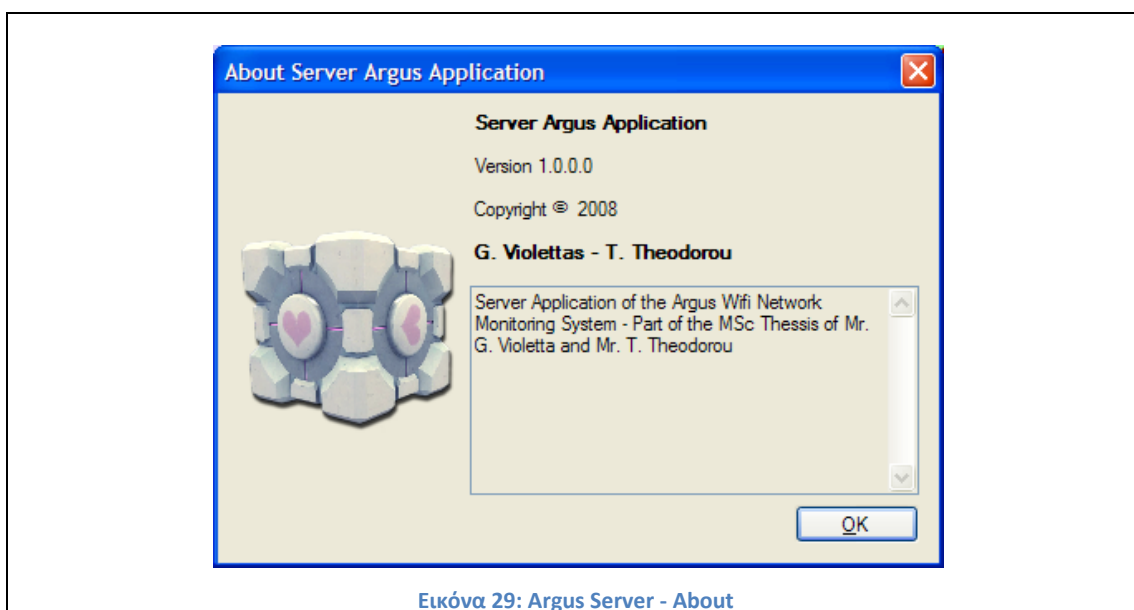 About Server Argus Application
Server Argus Application
Version 1.0.0.0
Copyright © 2008
G. Violettas - T. Theodorou
Server Application of the Argus Wifi Network
Monitoring System - Part of the MSc Thessis of Mr.
G. Violetta and Mr. T. Theodorou
OK
Εικόνα 29: Argus Server - About